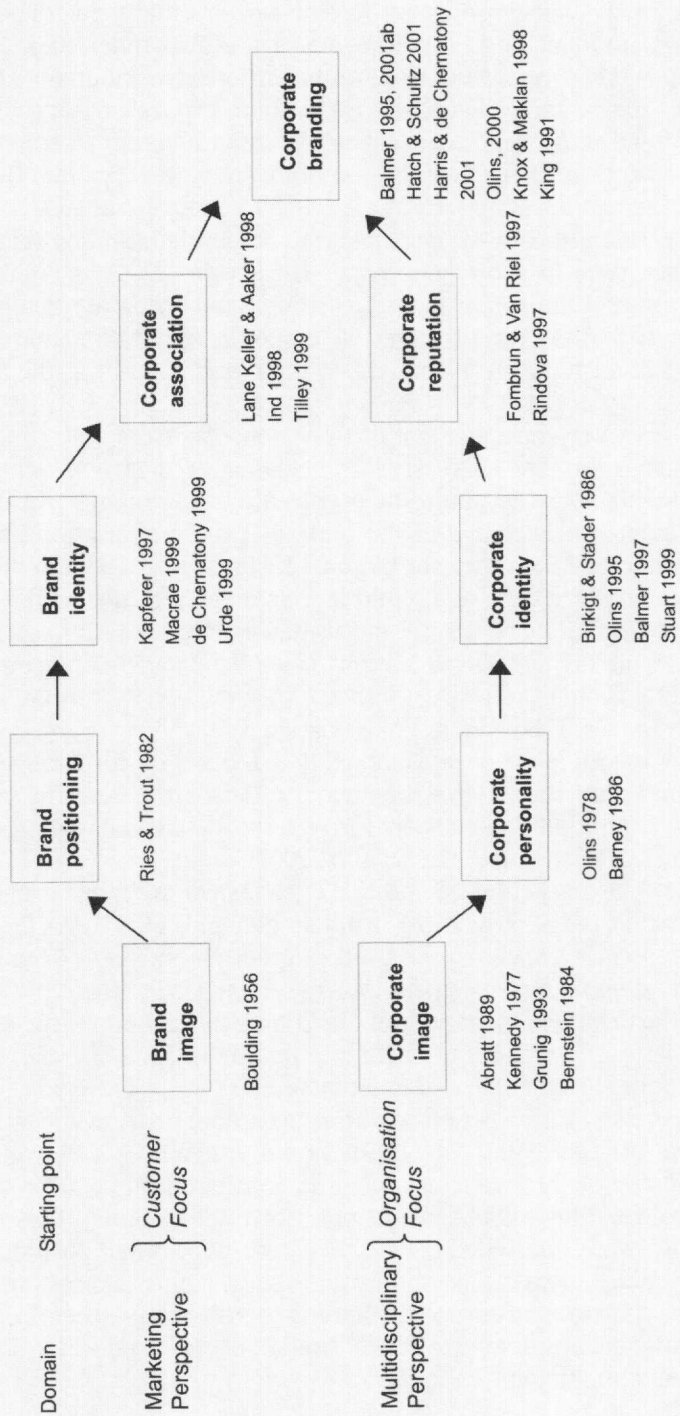 Domain
Starting point
Marketing
Perspective
Customer
Focus
Brand
image
Boulding 1956
Brand
positioning
Ries & Trout 1982
Brand
identity
Kapferer 1997
Macrae 1999
de Chernatony 1999
Urde 1999
Corporate
association
Lane Keller & Aaker 1998
Ind 1998
Tilley 1999
Corporate
branding
Balmer 1995, 2001ab
Hatch & Schultz 2001
Harris & de Chernatony
2001
Olins, 2000
Knox & Maklan 1998
King 1991
Multidisciplinary
Perspective
Organisation
Focus
Corporate
image
Abratt 1989
Kennedy 1977
Grunig 1993
Bernstein 1984
Corporate
personality
Olins 1978
Barney 1986
Corporate
identity
Birkigt & Stader 1986
Olins 1995
Balmer 1997
Stuart 1999
Corporate
reputation
Fombrun & Van Riel 1997
Rindova 1997